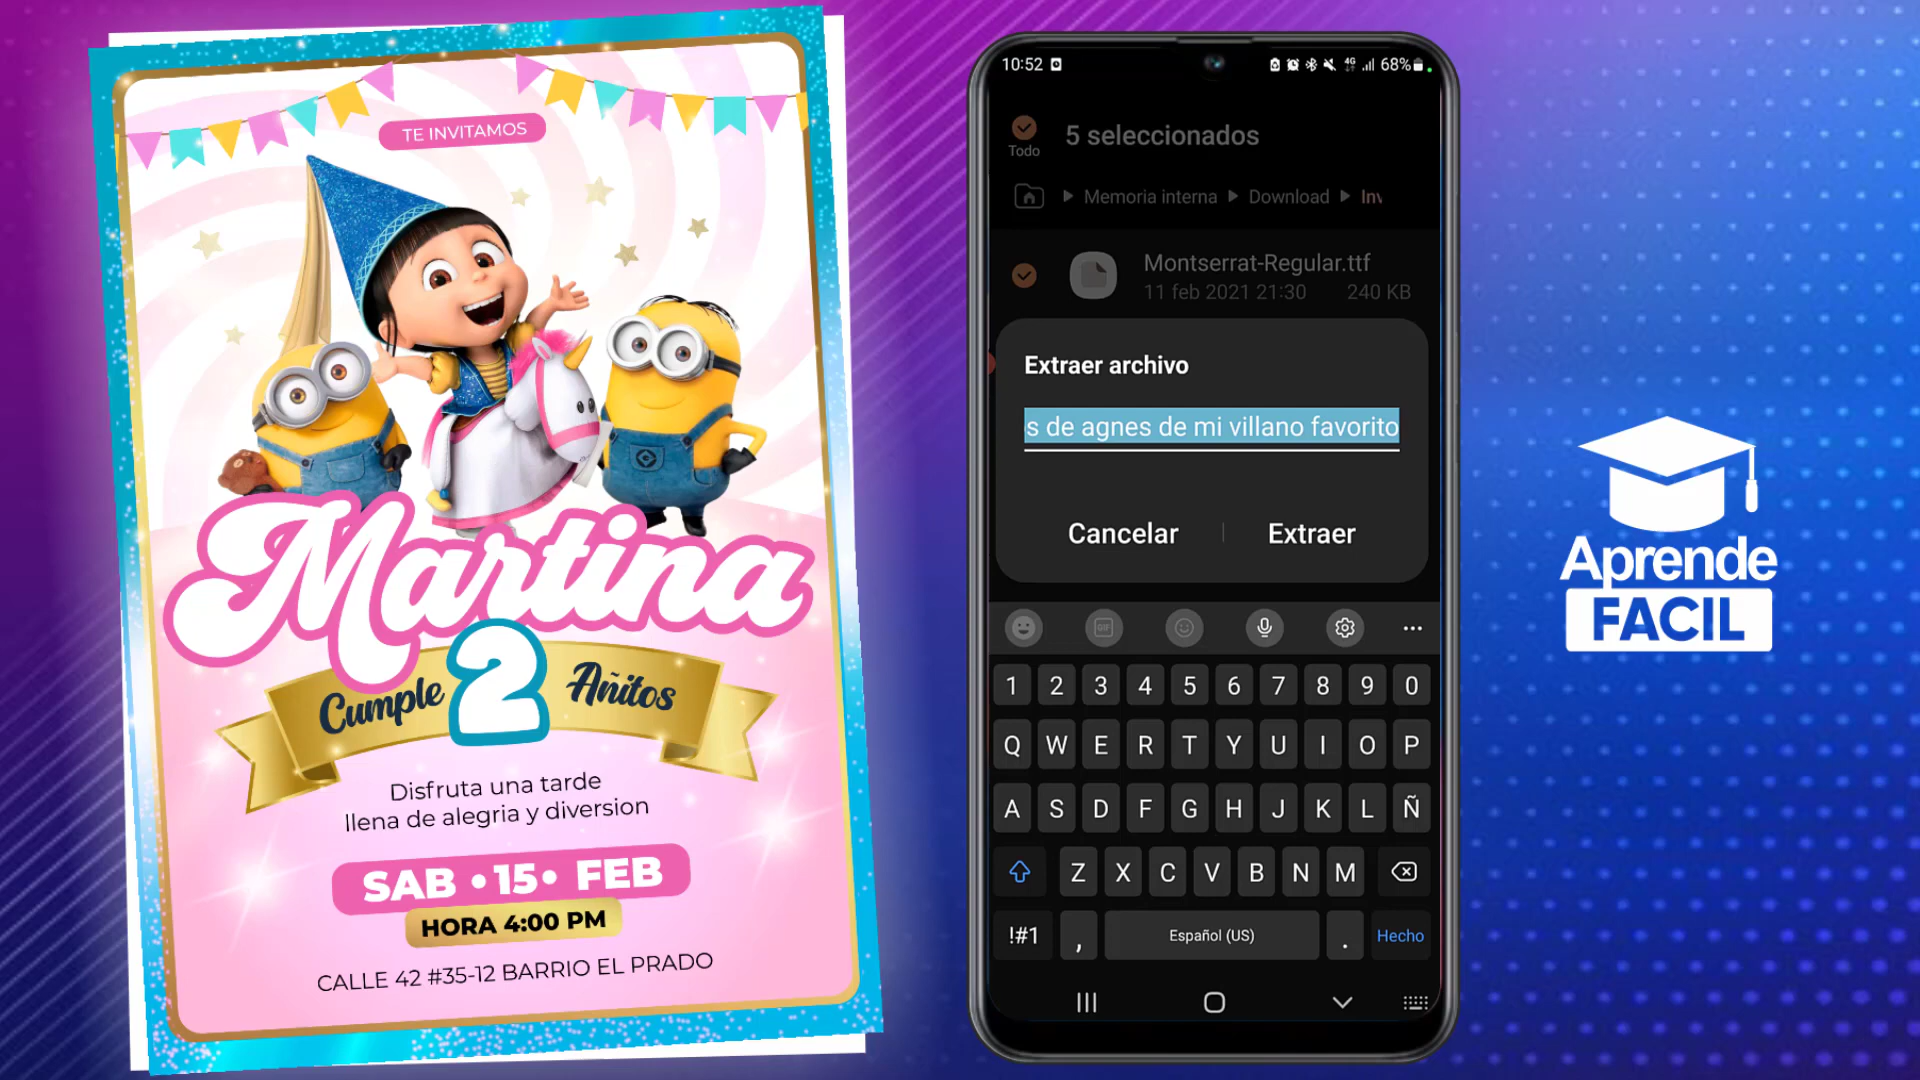 TE INVITAMOS
Martina
Cumple 2 Añitos
Disfruta una tarde
llena de alegria y diversion
SAB • 15 • FEB
HORA 4:00 PM
CALLE 42 #35-12 BARRIO EL PRADO
10:52 4G 68%
Todo
5 seleccionados
Memoria interna Download Inv
Montserrat-Regular.ttf
11 feb 2021 21:30 240 KB
Extraer archivo
s de agnes de mi villano favorito
Cancelar Extraer
GIF
1 2 3 4 5 6 7 8 9 0
Q W E R T Y U I O P
A S D F G H J K L Ñ
Z X C V B N M
!#1 , Español (US) . Hecho
Aprende
FACIL